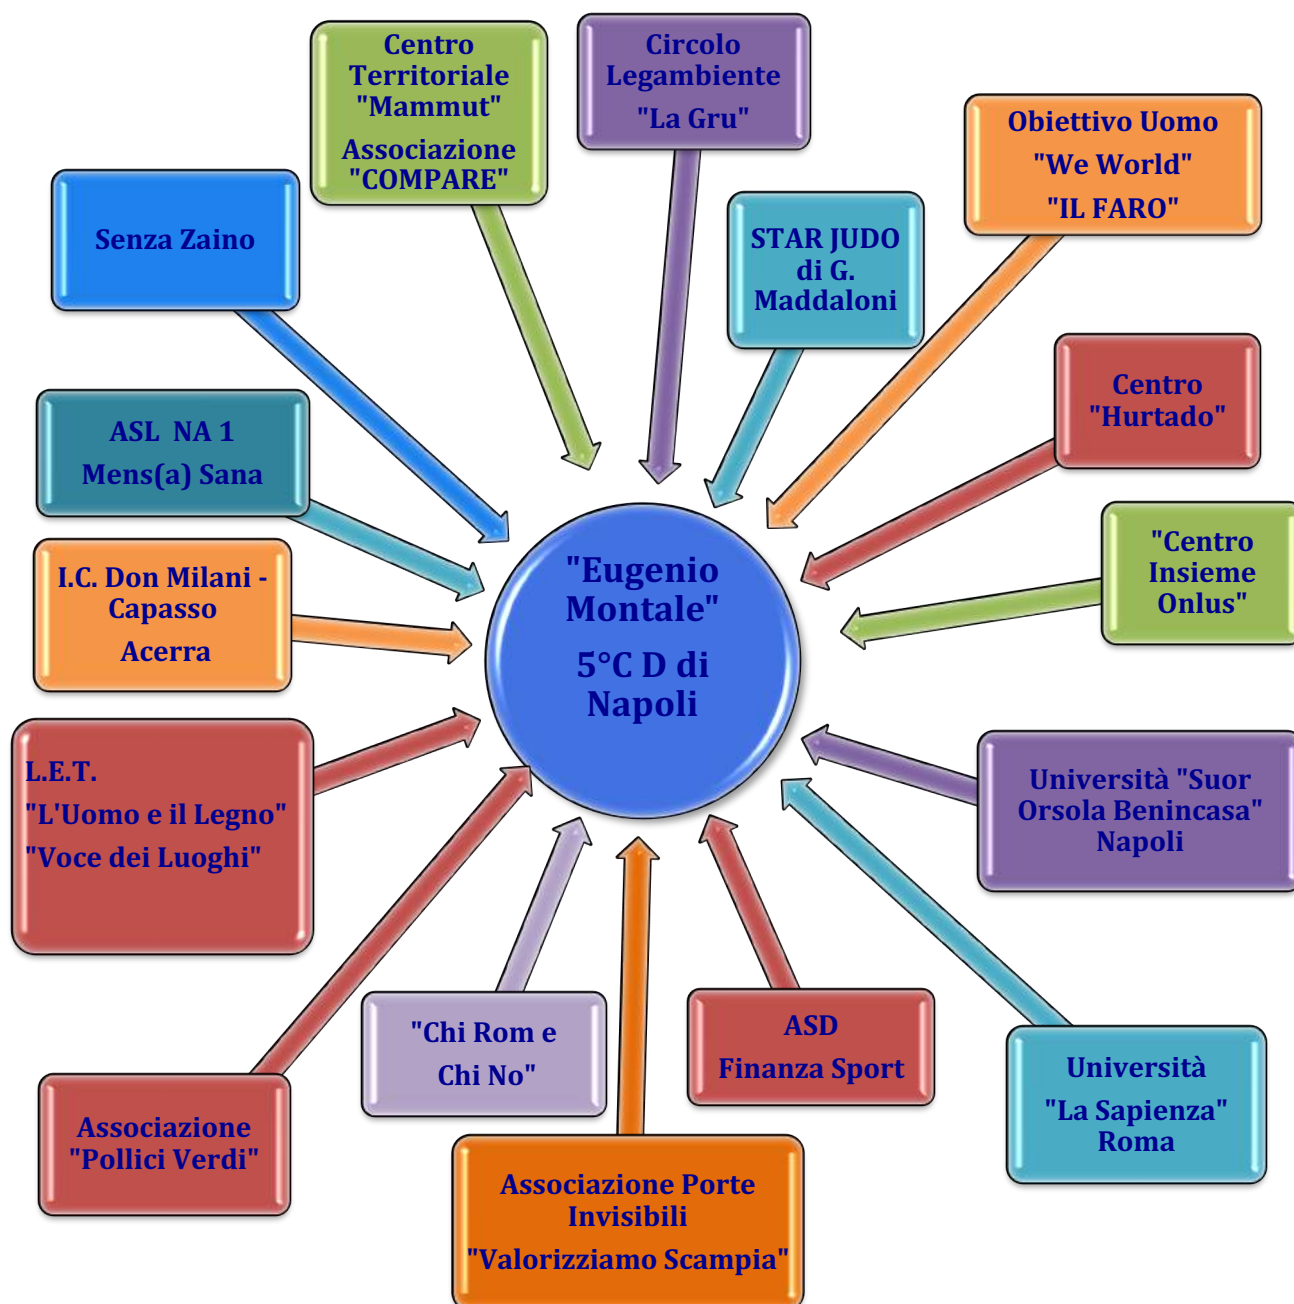 Centro
Territoriale
"Mammut"
Associazione
"COMPARE"
Circolo
Legambiente
"La Gru"
Obiettivo Uomo
"We World"
"IL FARO"
Senza Zaino
STAR JUDO
di G.
Maddaloni
Centro
"Hurtado"
ASL  NA 1
Mens(a) Sana
"Centro
Insieme
Onlus"
I.C. Don Milani -
Capasso
Acerra
"Eugenio
Montale"
5°C D di
Napoli
L.E.T.
"L'Uomo e il Legno"
"Voce dei Luoghi"
Università "Suor
Orsola Benincasa"
Napoli
"Chi Rom e
Chi No"
ASD
Finanza Sport
Università
"La Sapienza"
Roma
Associazione
"Pollici Verdi"
Associazione Porte
Invisibili
"Valorizziamo Scampia"